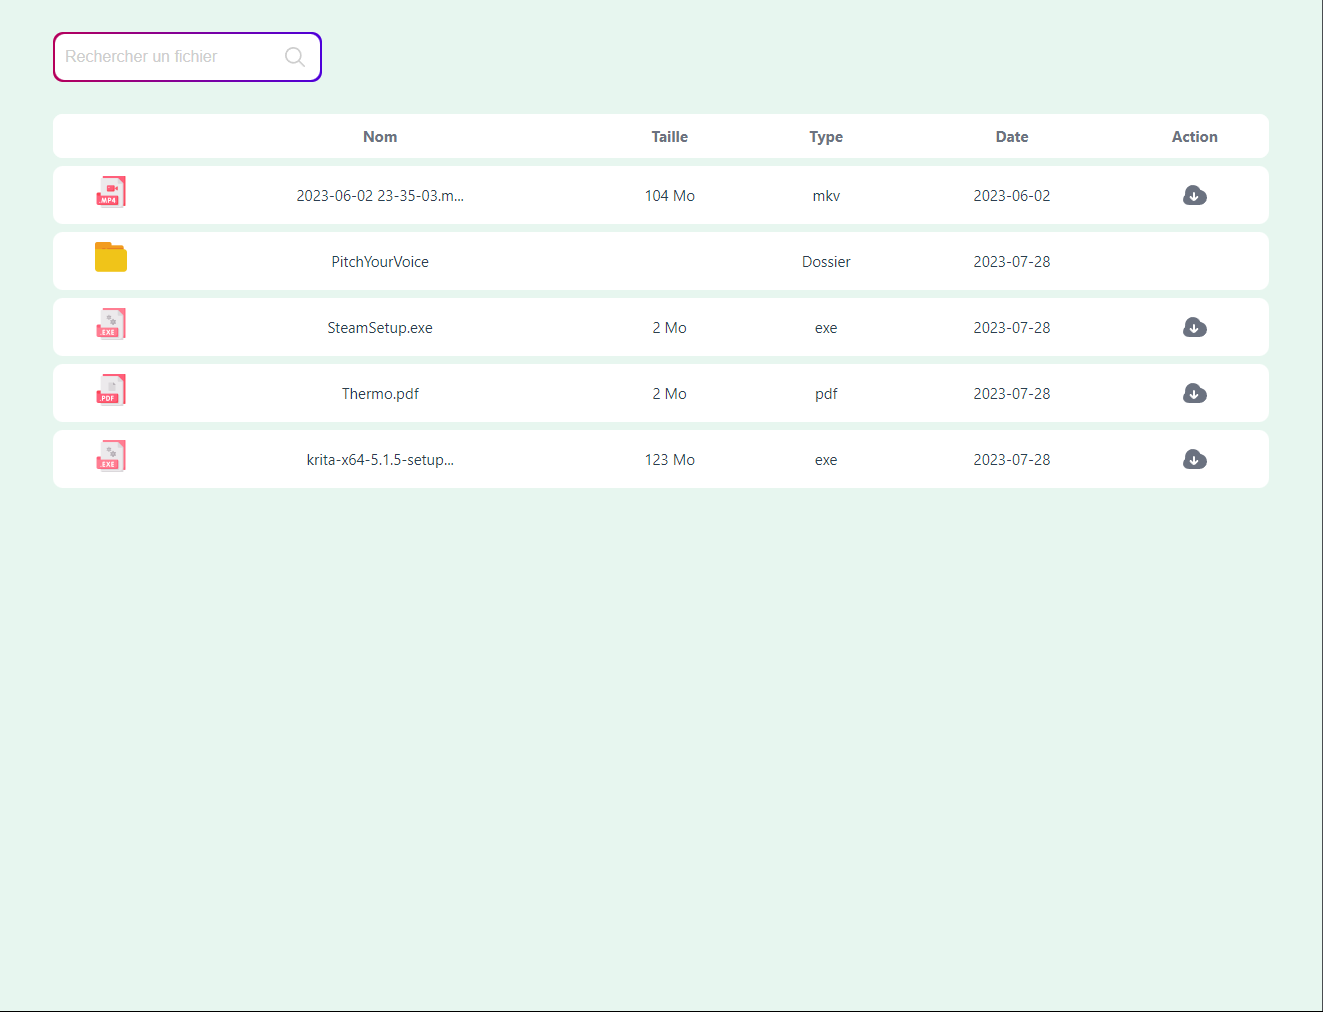 Rechercher un fichier
Nom Taille Type Date Action
.MP4 2023-06-02 23-35-03.m... 104 Mo mkv 2023-06-02
PitchYourVoice Dossier 2023-07-28
.EXE SteamSetup.exe 2 Mo exe 2023-07-28
.PDF Thermo.pdf 2 Mo pdf 2023-07-28
.EXE krita-x64-5.1.5-setup... 123 Mo exe 2023-07-28